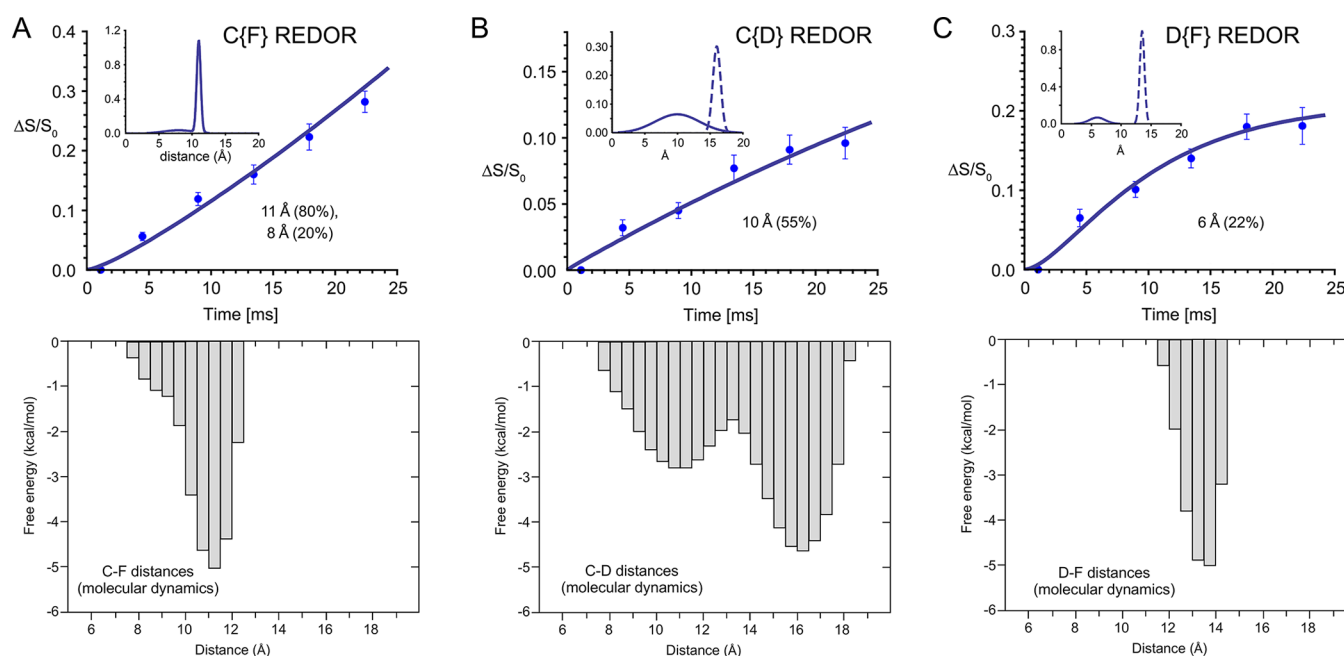 A
C{F} REDOR
0.4
0.3
0.2
0.1
0.0
ΔS/S0
1.2
0.8
0.4
0.0
0 5 10 15 20
distance (Å)
11 Å (80%),
8 Å (20%)
0 5 10 15 20 25
Time [ms]
B
C{D} REDOR
0.15
0.10
0.05
0.00
ΔS/S0
0.30
0.20
0.10
0.00
0 5 10 15 20
Å
10 Å (55%)
0 5 10 15 20 25
Time [ms]
C
D{F} REDOR
0.3
0.2
0.1
0.0
ΔS/S0
0.8
0.4
0.0
0 5 10 15 20
Å
6 Å (22%)
0 5 10 15 20 25
Time [ms]
0
-1
-2
-3
-4
-5
-6
Free energy (kcal/mol)
C-F distances
(molecular dynamics)
6 8 10 12 14 16 18
Distance (Å)
0
-1
-2
-3
-4
-5
-6
Free energy (kcal/mol)
C-D distances
(molecular dynamics)
6 8 10 12 14 16 18
Distance (Å)
0
-1
-2
-3
-4
-5
-6
Free energy (kcal/mol)
D-F distances
(molecular dynamics)
6 8 10 12 14 16 18
Distance (Å)